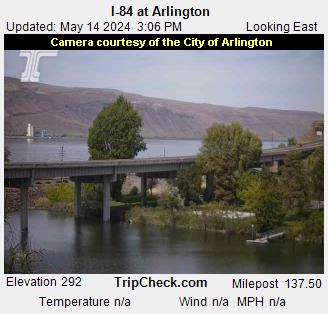 I-84 at Arlington
Updated: May 14 2024 3:06 PM Looking East
Camera courtesy of the City of Arlington
Elevation 292 TripCheck.com Milepost 137.50
Temperature n/a Wind n/a MPH n/a